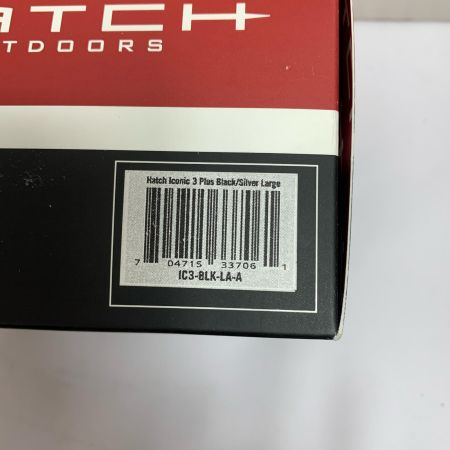 ATCH
TDOORS
Hatch Iconic 3 Plus Black/Silver Large
7 04715 33706 1
IC3-BLK-LA-A